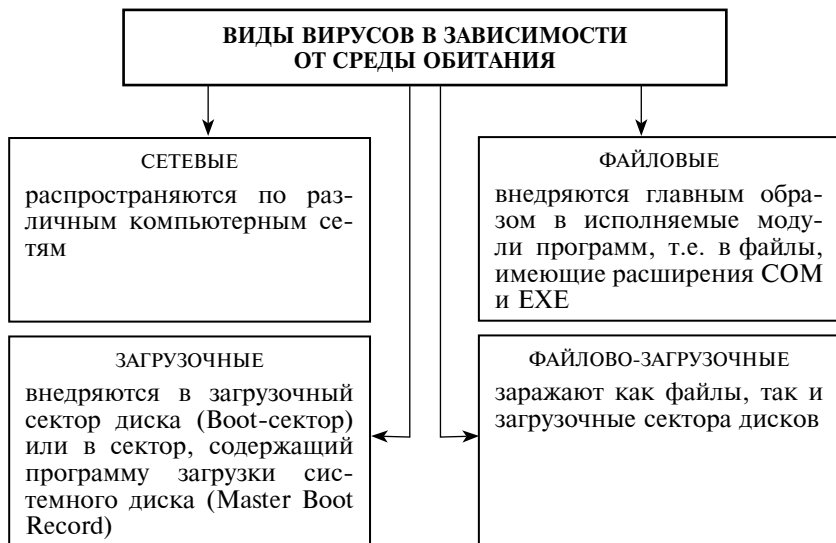 ВИДЫ ВИРУСОВ В ЗАВИСИМОСТИ
ОТ СРЕДЫ ОБИТАНИЯ
СЕТЕВЫЕ
распространяются по раз-
личным компьютерным се-
тям
ФАЙЛОВЫЕ
внедряются главным обра-
зом в исполняемые моду-
ли программ, т.е. в файлы,
имеющие расширения COM
и EXE
ЗАГРУЗОЧНЫЕ
внедряются в загрузочный
сектор диска (Boot-сектор)
или в сектор, содержащий
программу загрузки сис-
темного диска (Master Boot
Record)
ФАЙЛОВО-ЗАГРУЗОЧНЫЕ
заражают как файлы, так и
загрузочные сектора дисков